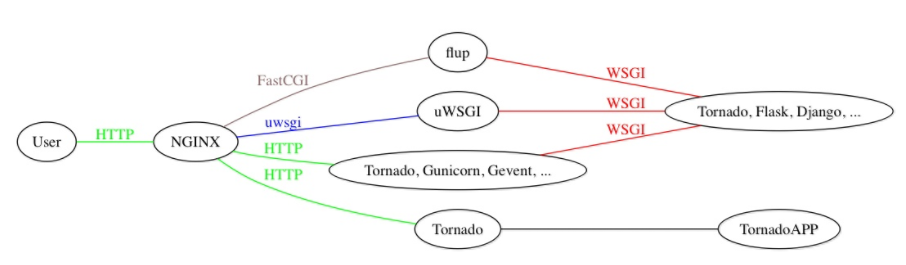 flup
FastCGI
WSGI
uWSGI
WSGI
Tornado, Flask, Django, ...
uwsgi
WSGI
User
HTTP
NGINX
HTTP
Tornado, Gunicorn, Gevent, ...
HTTP
Tornado
TornadoAPP